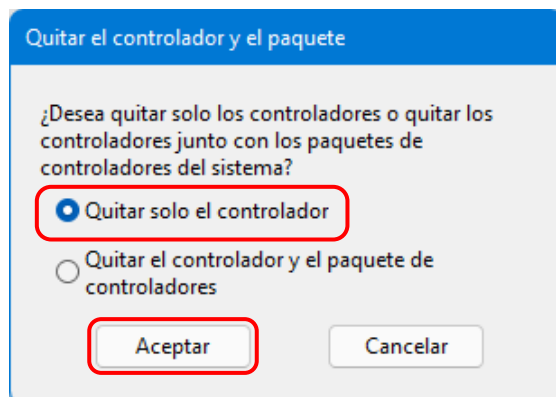 Quitar el controlador y el paquete
¿Desea quitar solo los controladores o quitar los
controladores junto con los paquetes de
controladores del sistema?
Quitar solo el controlador
Quitar el controlador y el paquete de
controladores
Aceptar
Cancelar